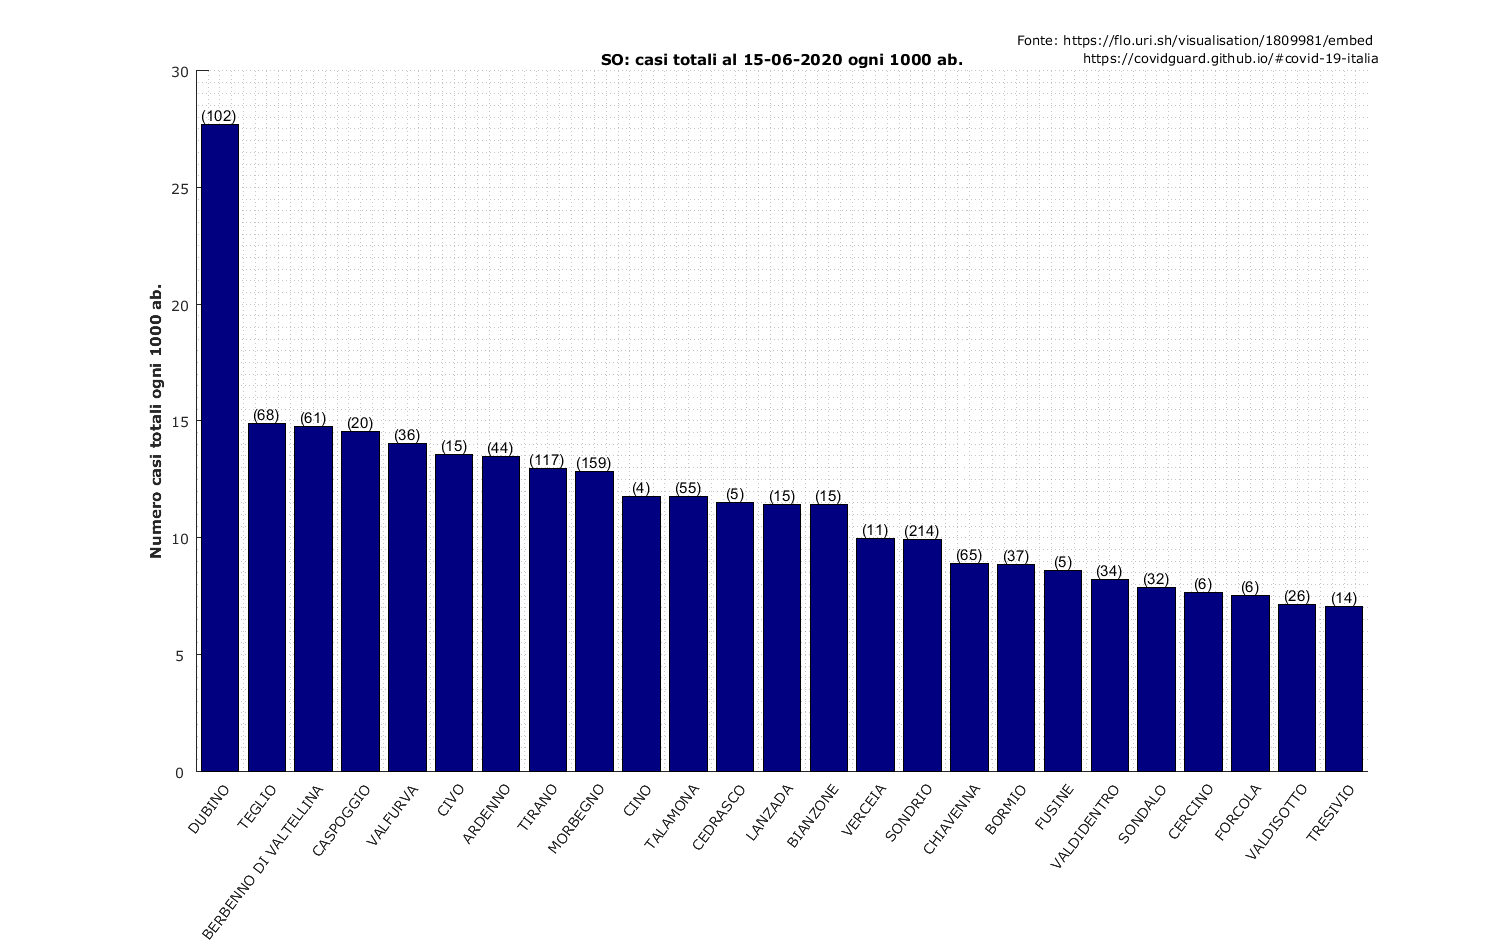 Fonte: https://flo.uri.sh/visualisation/1809981/embed
https://covidguard.github.io/#covid-19-italia
SO: casi totali al 15-06-2020 ogni 1000 ab.
Numero casi totali ogni 1000 ab.
30
25
20
15
10
5
0
(102)
(68)
(61)
(20)
(36)
(15)
(44)
(117)
(159)
(4)
(55)
(5)
(15)
(15)
(11)
(214)
(65)
(37)
(5)
(34)
(32)
(6)
(6)
(26)
(14)
DUBINO
TEGLIO
BERBENNO DI VALTELLINA
CASPOGGIO
VALFURVA
CIVO
ARDENNO
TIRANO
MORBEGNO
CINO
TALAMONA
CEDRASCO
LANZADA
BIANZONE
VERCEIA
SONDRIO
CHIAVENNA
BORMIO
FUSINE
VALDIDENTRO
SONDALO
CERCINO
FORCOLA
VALDISOTTO
TRESIVIO